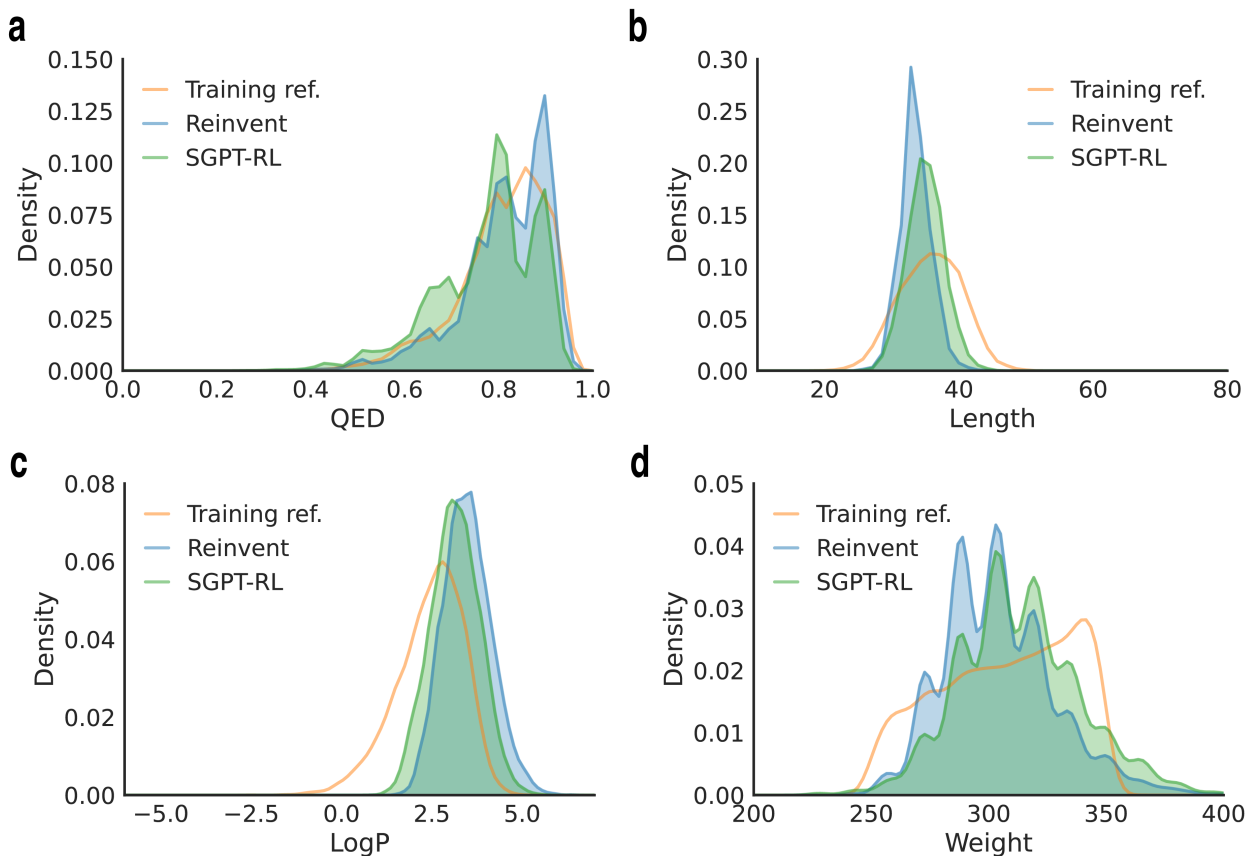 a
0.150
0.125
0.100
0.075
0.050
0.025
0.000
Density
Training ref.
Reinvent
SGPT-RL
0.0 0.2 0.4 0.6 0.8 1.0
QED
b
0.30
0.25
0.20
0.15
0.10
0.05
0.00
Density
Training ref.
Reinvent
SGPT-RL
20 40 60 80
Length
c
0.08
0.06
0.04
0.02
0.00
Density
Training ref.
Reinvent
SGPT-RL
−5.0 −2.5 0.0 2.5 5.0
LogP
d
0.05
0.04
0.03
0.02
0.01
0.00
Density
Training ref.
Reinvent
SGPT-RL
200 250 300 350 400
Weight